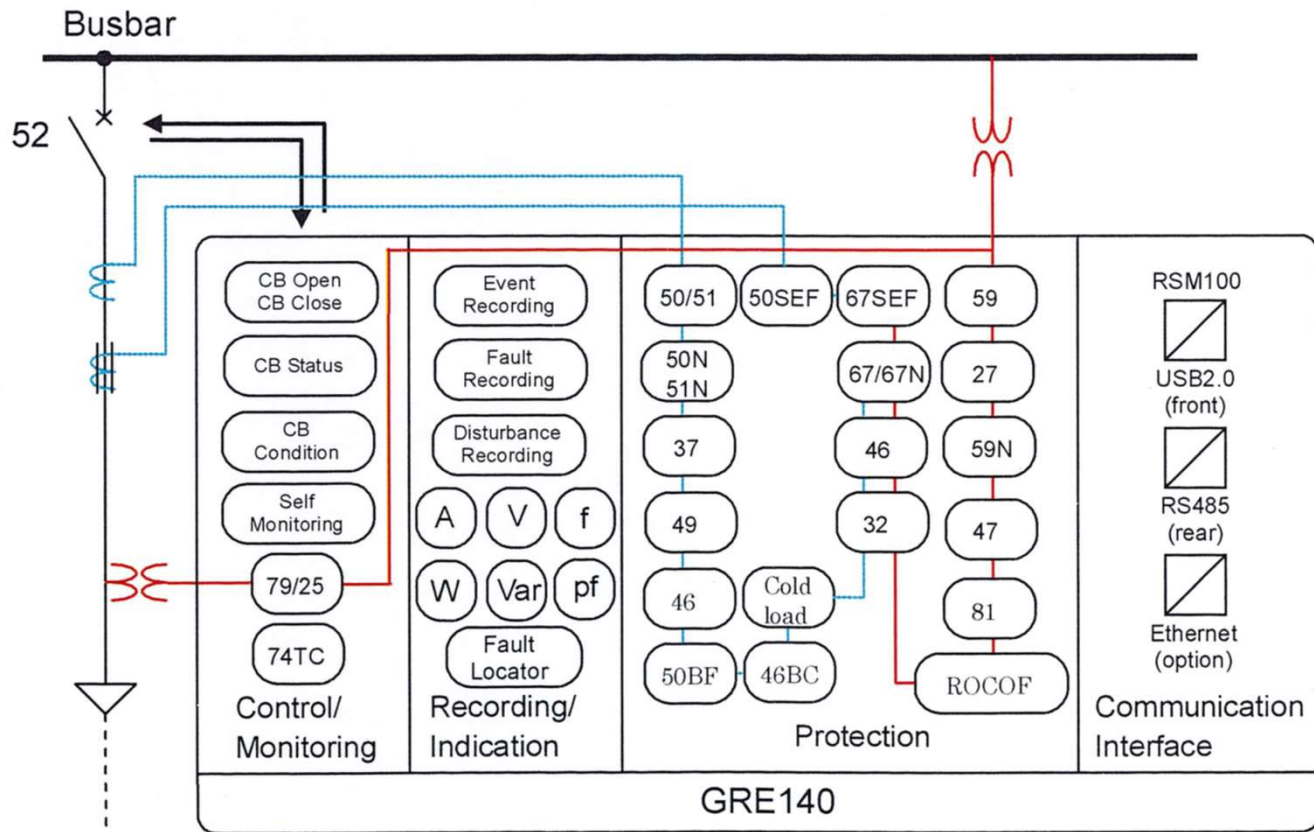 Busbar
52
CB Open
CB Close
CB Status
CB
Condition
Self
Monitoring
79/25
74TC
Control/
Monitoring
Event
Recording
Fault
Recording
Disturbance
Recording
A
V
f
W
Var
pf
Fault
Locator
Recording/
Indication
50/51
50SEF
67SEF
59
50N
51N
67/67N
27
37
46
59N
49
32
47
46
Cold
load
81
50BF
46BC
ROCOF
Protection
RSM100
USB2.0
(front)
RS485
(rear)
Ethernet
(option)
Communication
Interface
GRE140